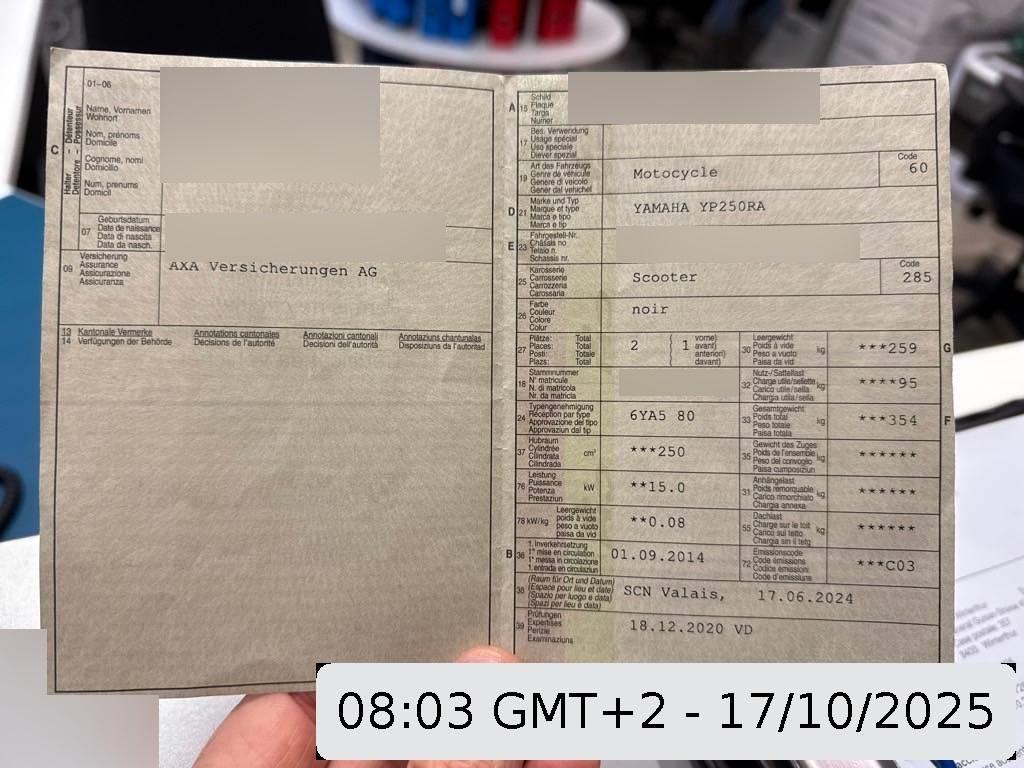 01-06
Halter - Détenteur
Detentore - Possessur
C
Name, Vornamen
Wohnort
Nom, prénoms
Domicile
Cognome, nomi
Domicilio
Num, prenums
Domicil
07
Geburtsdatum
Date de naissance
Data di nascita
Data da nasch.
09
Versicherung
Assurance
Assicurazione
Assicuranza
AXA Versicherungen AG
13 Kantonale Vermerke Annotations cantonales Annotazioni cantonali Annotaziuns chantunalas
14 Verfügungen der Behörde Décisions de l'autorité Decisioni dell'autorità Disposiziuns da l'autoritad
A 15
Schild
Plaque
Targa
Numer
17
Bes. Verwendung
Usage spécial
Uso speciale
Diever spezial
19
Art des Fahrzeugs
Genre de véhicule
Genere di veicolo
Gener dal vehichel
Motocycle
Code
60
D 21
Marke und Typ
Marque et type
Marca e tipo
Marca e tip
YAMAHA YP250RA
E 23
Fahrgestell-Nr.
Châssis no
Telaio n.
Schassis nr.
25
Karosserie
Carrosserie
Carrozzeria
Carossaria
Scooter
Code
285
26
Farbe
Couleur
Colore
Colur
noir
27
Plätze: Total
Places: Total
Posti: Totale
Plazs: Total
2 ( 1
vorne)
avant)
anteriori)
davant)
30
Leergewicht
Poids à vide
Peso a vuoto
Paisa da vid
kg
***259
G
18
Stammnummer
N° matricule
N. di matricola
Nr. da matricla
32
Nutz-/Sattellast
Charge utile/sellette
Carico utile/sella
Chargia utila/sella
kg
****95
24
Typengenehmigung
Réception par type
Approvazione del tipo
Approvaziun dal tip
6YA5 80
33
Gesamtgewicht
Poids total
Peso totale
Paisa totala
kg
***354
F
37
Hubraum
Cylindrée
Cilindrata
Cilindrada
cm³
***250
35
Gewicht des Zuges
Poids de l'ensemble
Peso del convoglio
Paisa cumposiziun
kg
******
76
Leistung
Puissance
Potenza
Prestaziun
kW
**15.0
31
Anhängelast
Poids remorquable
Carico rimorchiato
Chargia annexa
kg
******
78 kW/kg
Leergewicht
poids à vide
peso a vuoto
paisa da vid
**0.08
55
Dachlast
Charge sur le toit
Carico sul tetto
Chargia sin il tetg
kg
******
B 36
1. Inverkehrsetzung
1re mise en circulation
1a messa in circolazione
1. entrada en circulaziun
01.09.2014
72
Emissionscode
Code émissions
Codice emissioni
Code d'emissiuns
***C03
38
(Raum für Ort und Datum)
(Espace pour lieu et date)
(Spazio per luogo e data)
(Spazi per lieu e data)
SCN Valais, 17.06.2024
39
Prüfungen
Expertises
Perizie
Examinaziuns
18.12.2020 VD
Winterthur
08:03 GMT+2 - 17/10/2025